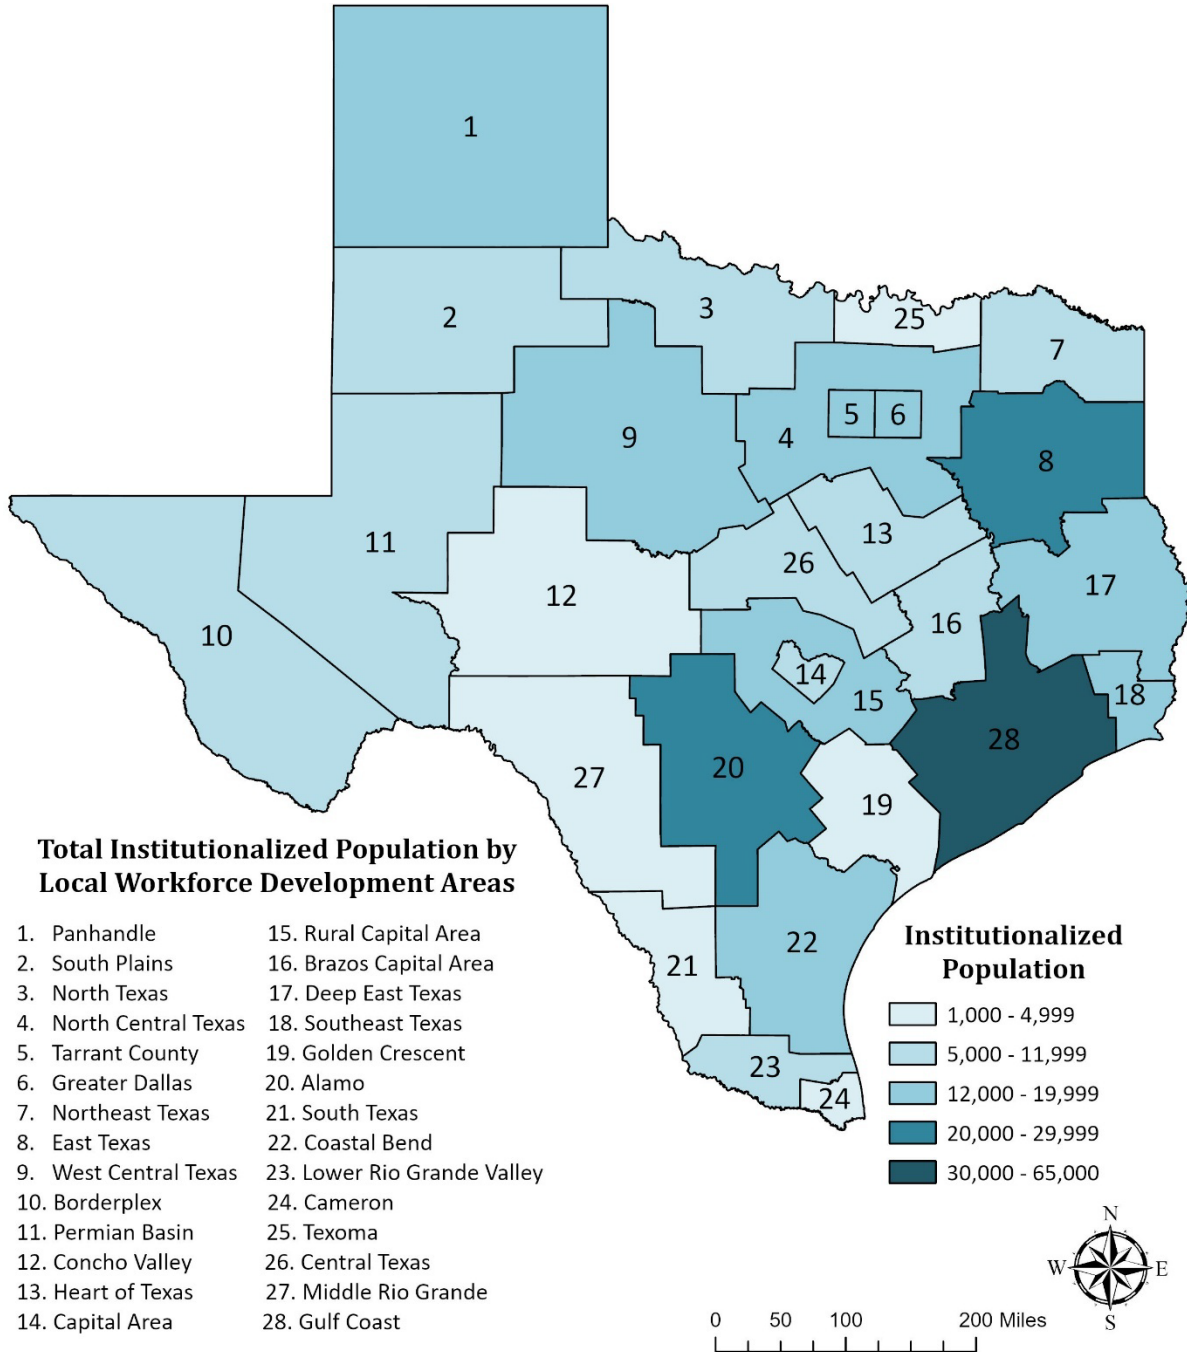 1
2
3
25
7
5
6
4
9
8
13
11
26
12
17
10
16
14
15
18
28
20
27
19
22
21
23
24
Total Institutionalized Population by
Local Workforce Development Areas
1. Panhandle
2. South Plains
3. North Texas
4. North Central Texas
5. Tarrant County
6. Greater Dallas
7. Northeast Texas
8. East Texas
9. West Central Texas
10. Borderplex
11. Permian Basin
12. Concho Valley
13. Heart of Texas
14. Capital Area
15. Rural Capital Area
16. Brazos Capital Area
17. Deep East Texas
18. Southeast Texas
19. Golden Crescent
20. Alamo
21. South Texas
22. Coastal Bend
23. Lower Rio Grande Valley
24. Cameron
25. Texoma
26. Central Texas
27. Middle Rio Grande
28. Gulf Coast
Institutionalized
Population
1,000 - 4,999
5,000 - 11,999
12,000 - 19,999
20,000 - 29,999
30,000 - 65,000
N
W E
S
0 50 100 200 Miles